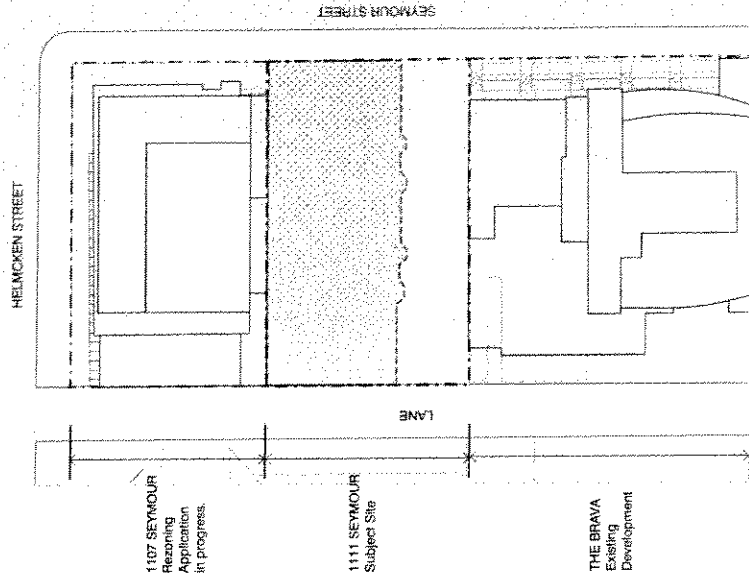 SEYMOUR STREET
HELMCKEN STREET
LANE
1107 SEYMOUR
Rezoning
Application
in progress.
1111 SEYMOUR
Subject Site
THE BRAVA
Existing
Development